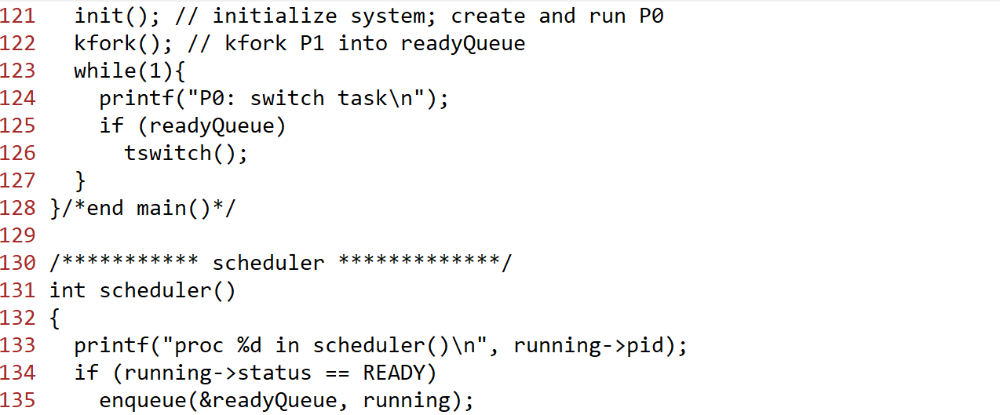 121   init(); // initialize system; create and run P0
122   kfork(); // kfork P1 into readyQueue
123   while(1){
124     printf("P0: switch task\n");
125     if (readyQueue)
126       tswitch();
127   }
128 }/*end main()*/
129
130 /*********** scheduler *************/
131 int scheduler()
132 {
133   printf("proc %d in scheduler()\n", running->pid);
134   if (running->status == READY)
135     enqueue(&readyQueue, running);